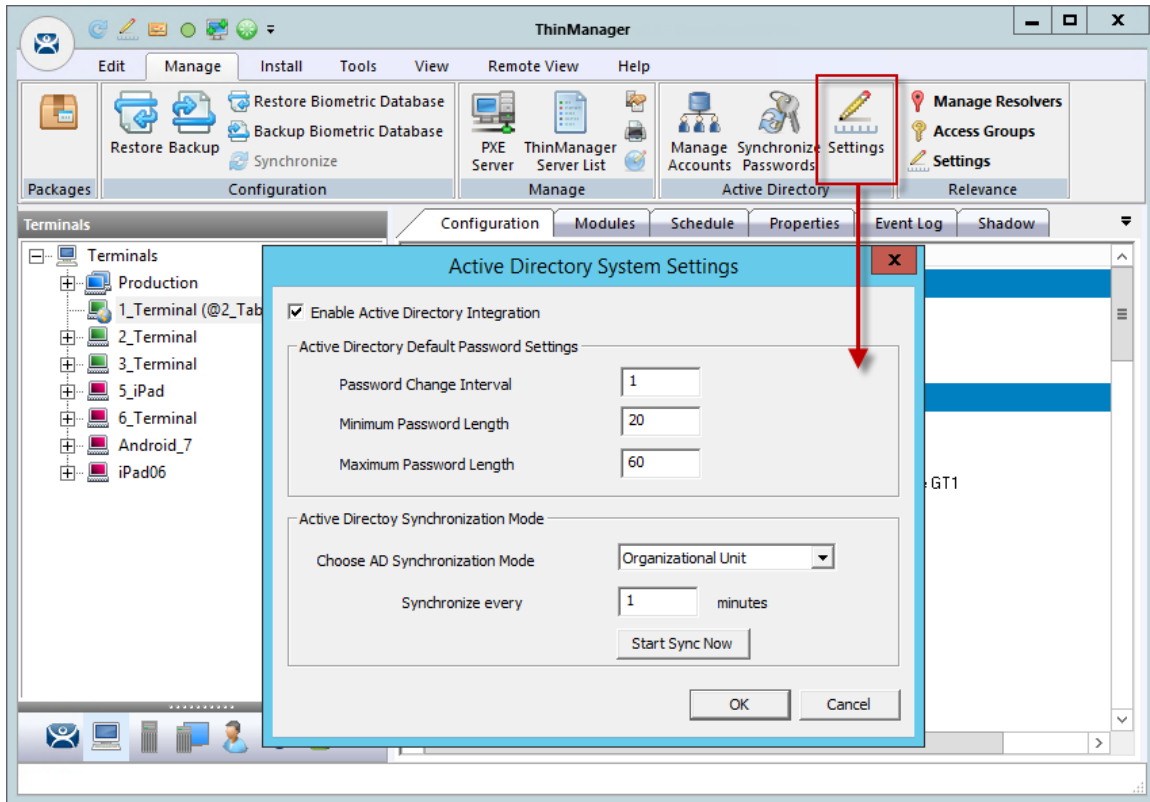 ThinManager
Edit Manage Install Tools View Remote View Help
Restore Biometric Database
Backup Biometric Database
Synchronize
Restore Backup
PXE Server
ThinManager Server List
Manage Accounts
Synchronize Passwords
Settings
Manage Resolvers
Access Groups
Settings
Packages Configuration Manage Active Directory Relevance
Terminals
Configuration Modules Schedule Properties Event Log Shadow
Terminals
Production
1_Terminal (@2_Tab
2_Terminal
3_Terminal
5_iPad
6_Terminal
Android_7
iPad06
GT1
Active Directory System Settings
x
Enable Active Directory Integration
Active Directory Default Password Settings
Password Change Interval 1
Minimum Password Length 20
Maximum Password Length 60
Active Directoy Synchronization Mode
Choose AD Synchronization Mode Organizational Unit
Synchronize every 1 minutes
Start Sync Now
OK Cancel